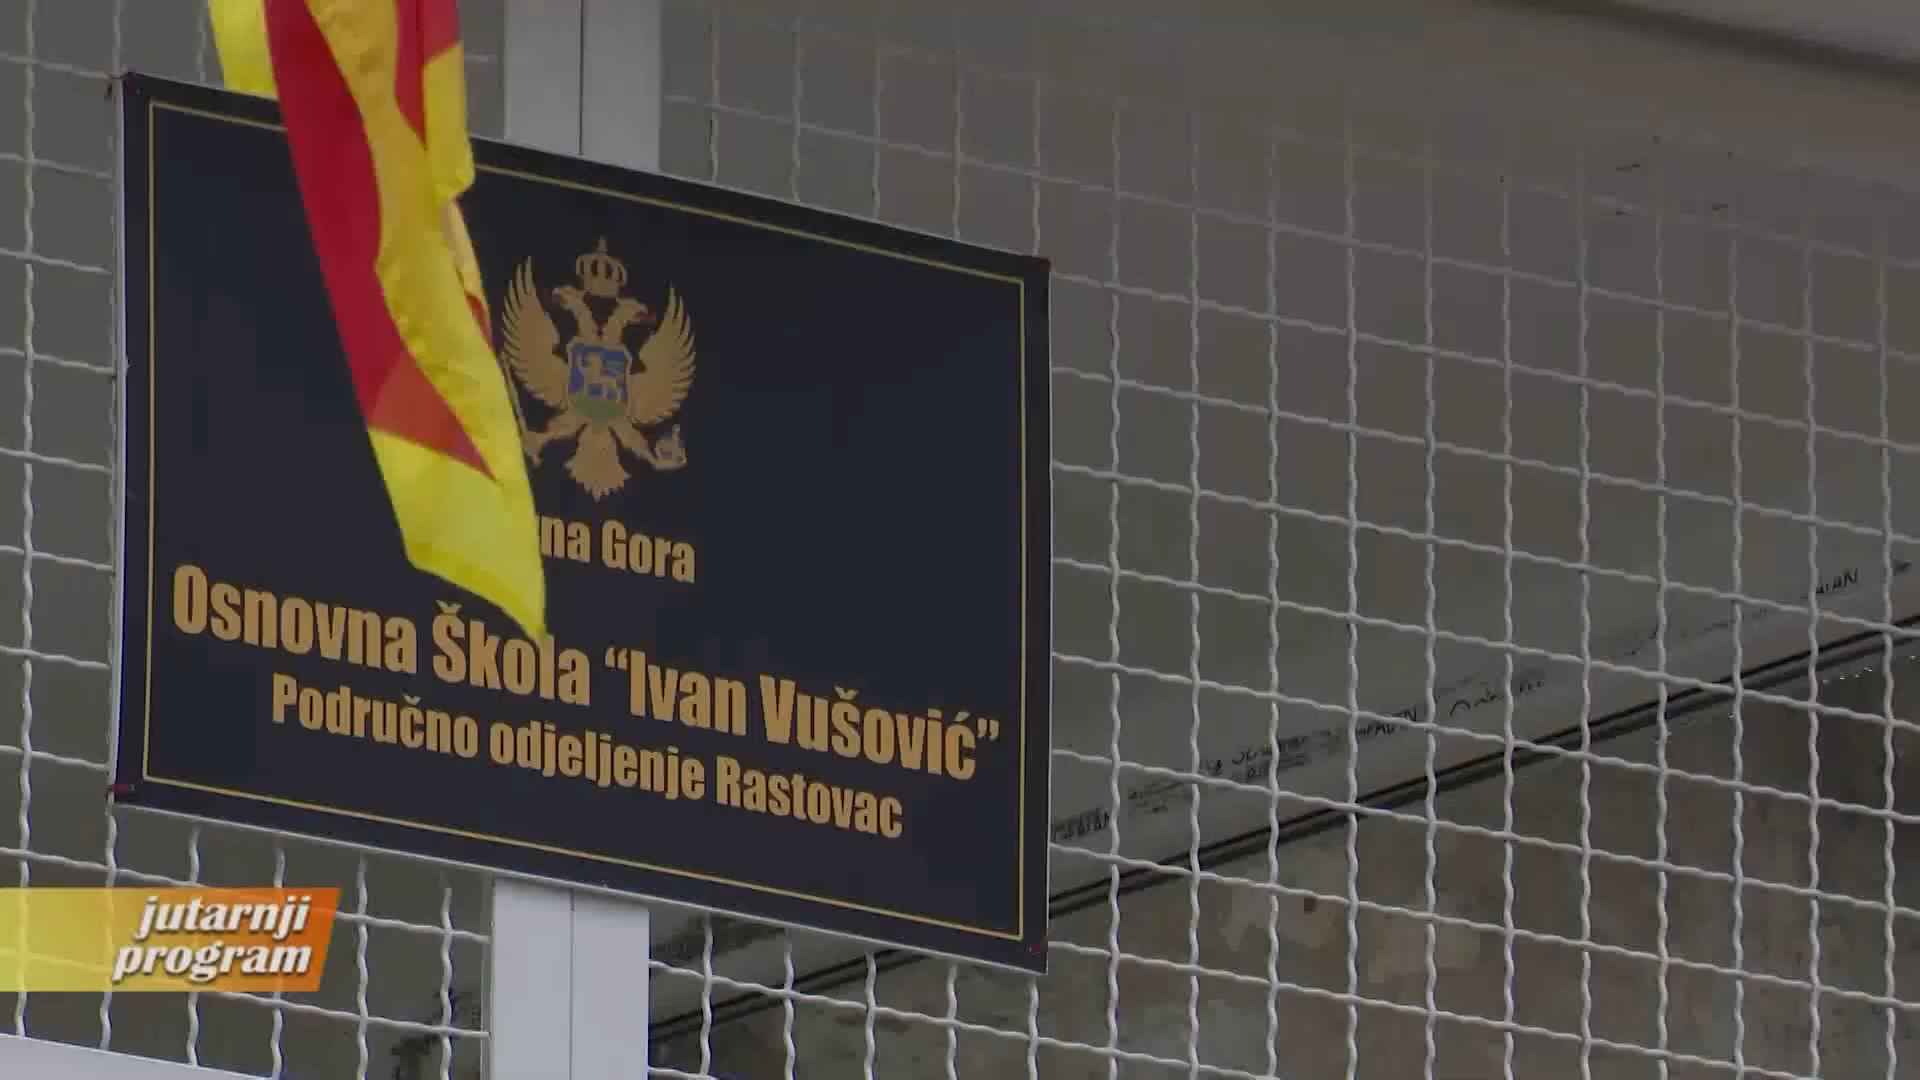 na Gora
Osnovna Škola “Ivan Vušović”
Područno odjeljenje Rastovac
jutarnji
program